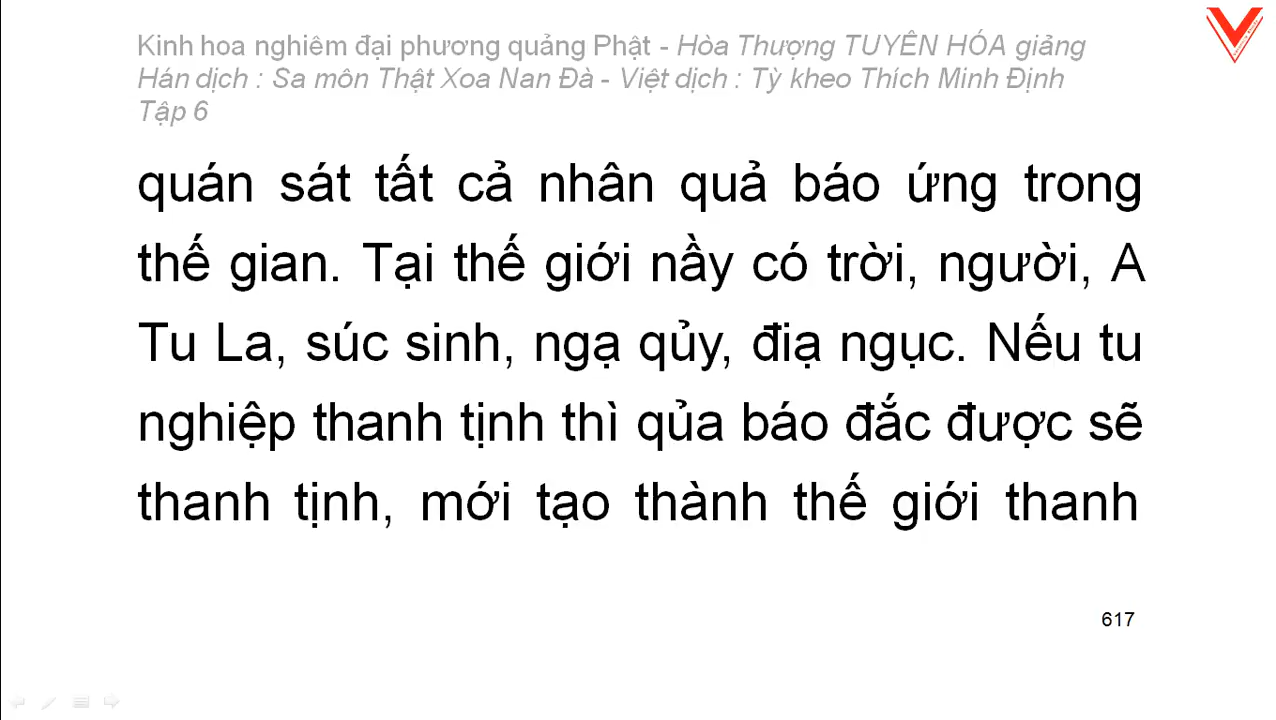 Kinh hoa nghiêm đại phương quảng Phật - Hòa Thượng TUYÊN HÓA giảng
Hán dịch : Sa môn Thật Xoa Nan Đà - Việt dịch : Tỳ kheo Thích Minh Định
Tập 6
quán sát tất cả nhân quả báo ứng trong
thế gian. Tại thế giới nầy có trời, người, A
Tu La, súc sinh, ngạ qủy, điạ ngục. Nếu tu
nghiệp thanh tịnh thì qủa báo đắc được sẽ
thanh tịnh, mới tạo thành thế giới thanh
617